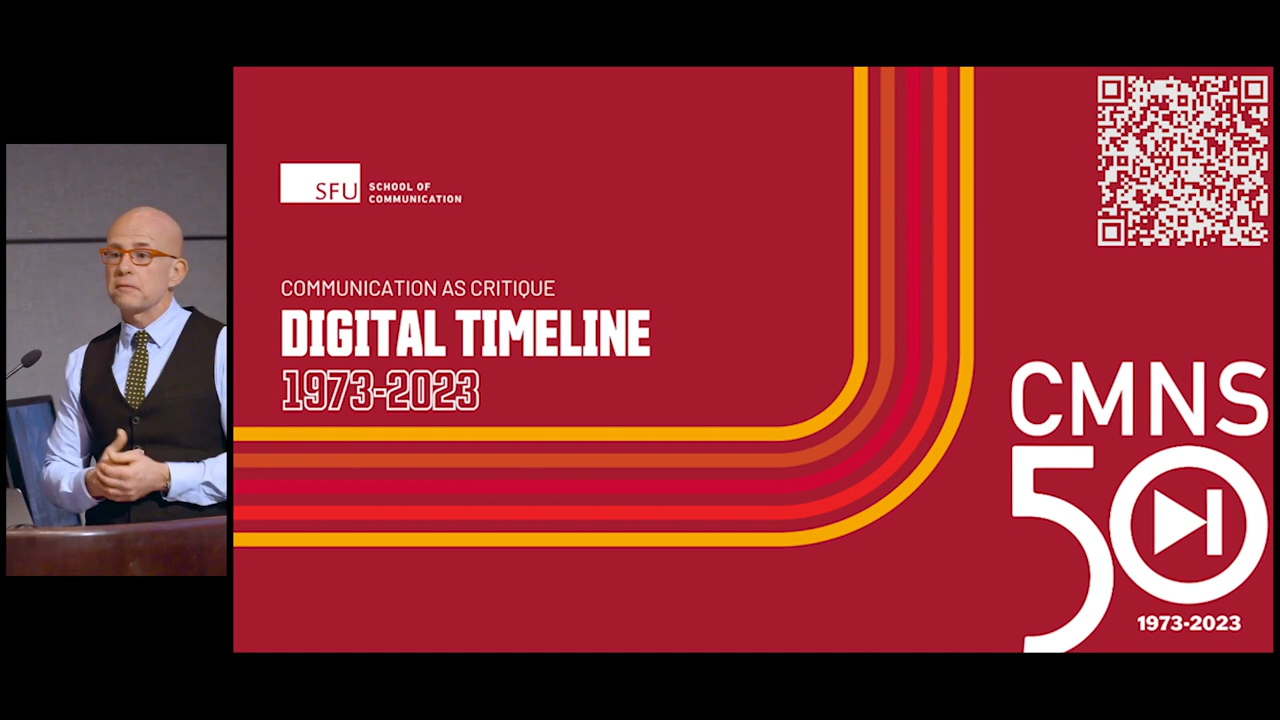 SFU
SCHOOL OF
COMMUNICATION
COMMUNICATION AS CRITIQUE
DIGITAL TIMELINE
1973-2023
CMNS
50
1973-2023